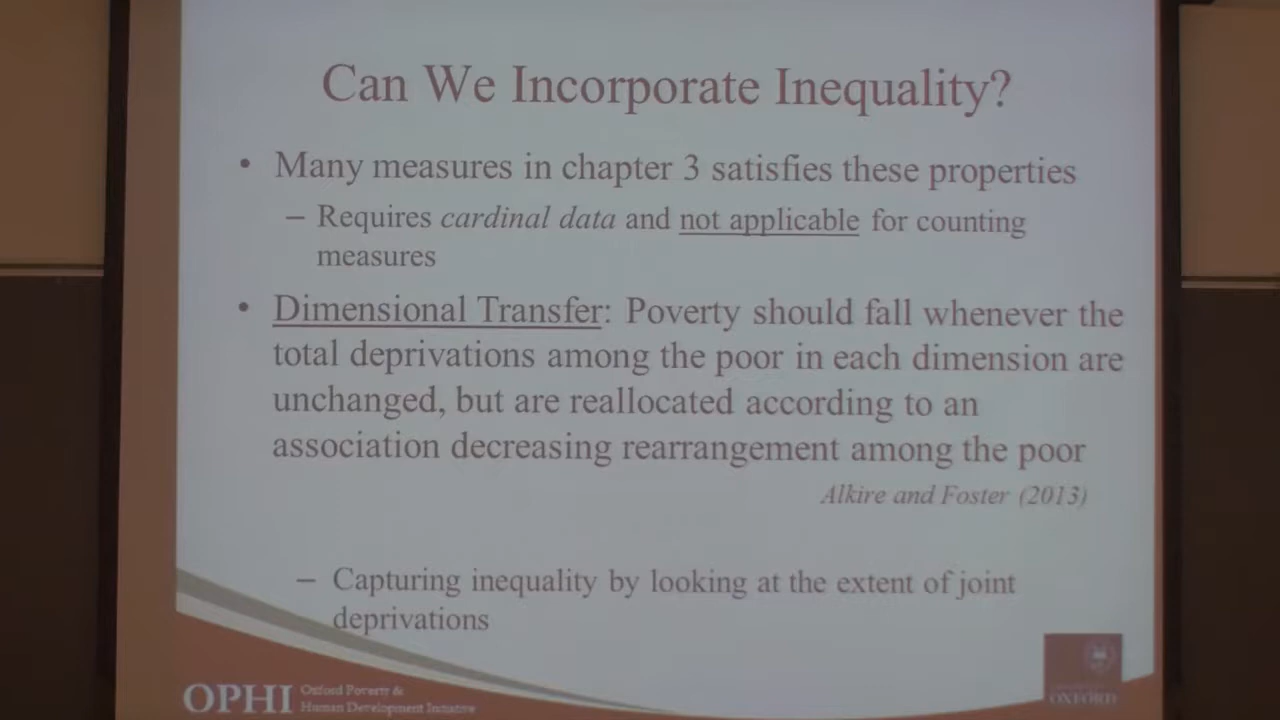 Can We Incorporate Inequality?
• Many measures in chapter 3 satisfies these properties
– Requires cardinal data and not applicable for counting
measures
• Dimensional Transfer: Poverty should fall whenever the
total deprivations among the poor in each dimension are
unchanged, but are reallocated according to an
association decreasing rearrangement among the poor
Alkire and Foster (2013)
– Capturing inequality by looking at the extent of joint
deprivations
OPHI
Oxford Poverty &
Human Development Initiative
OXFORD